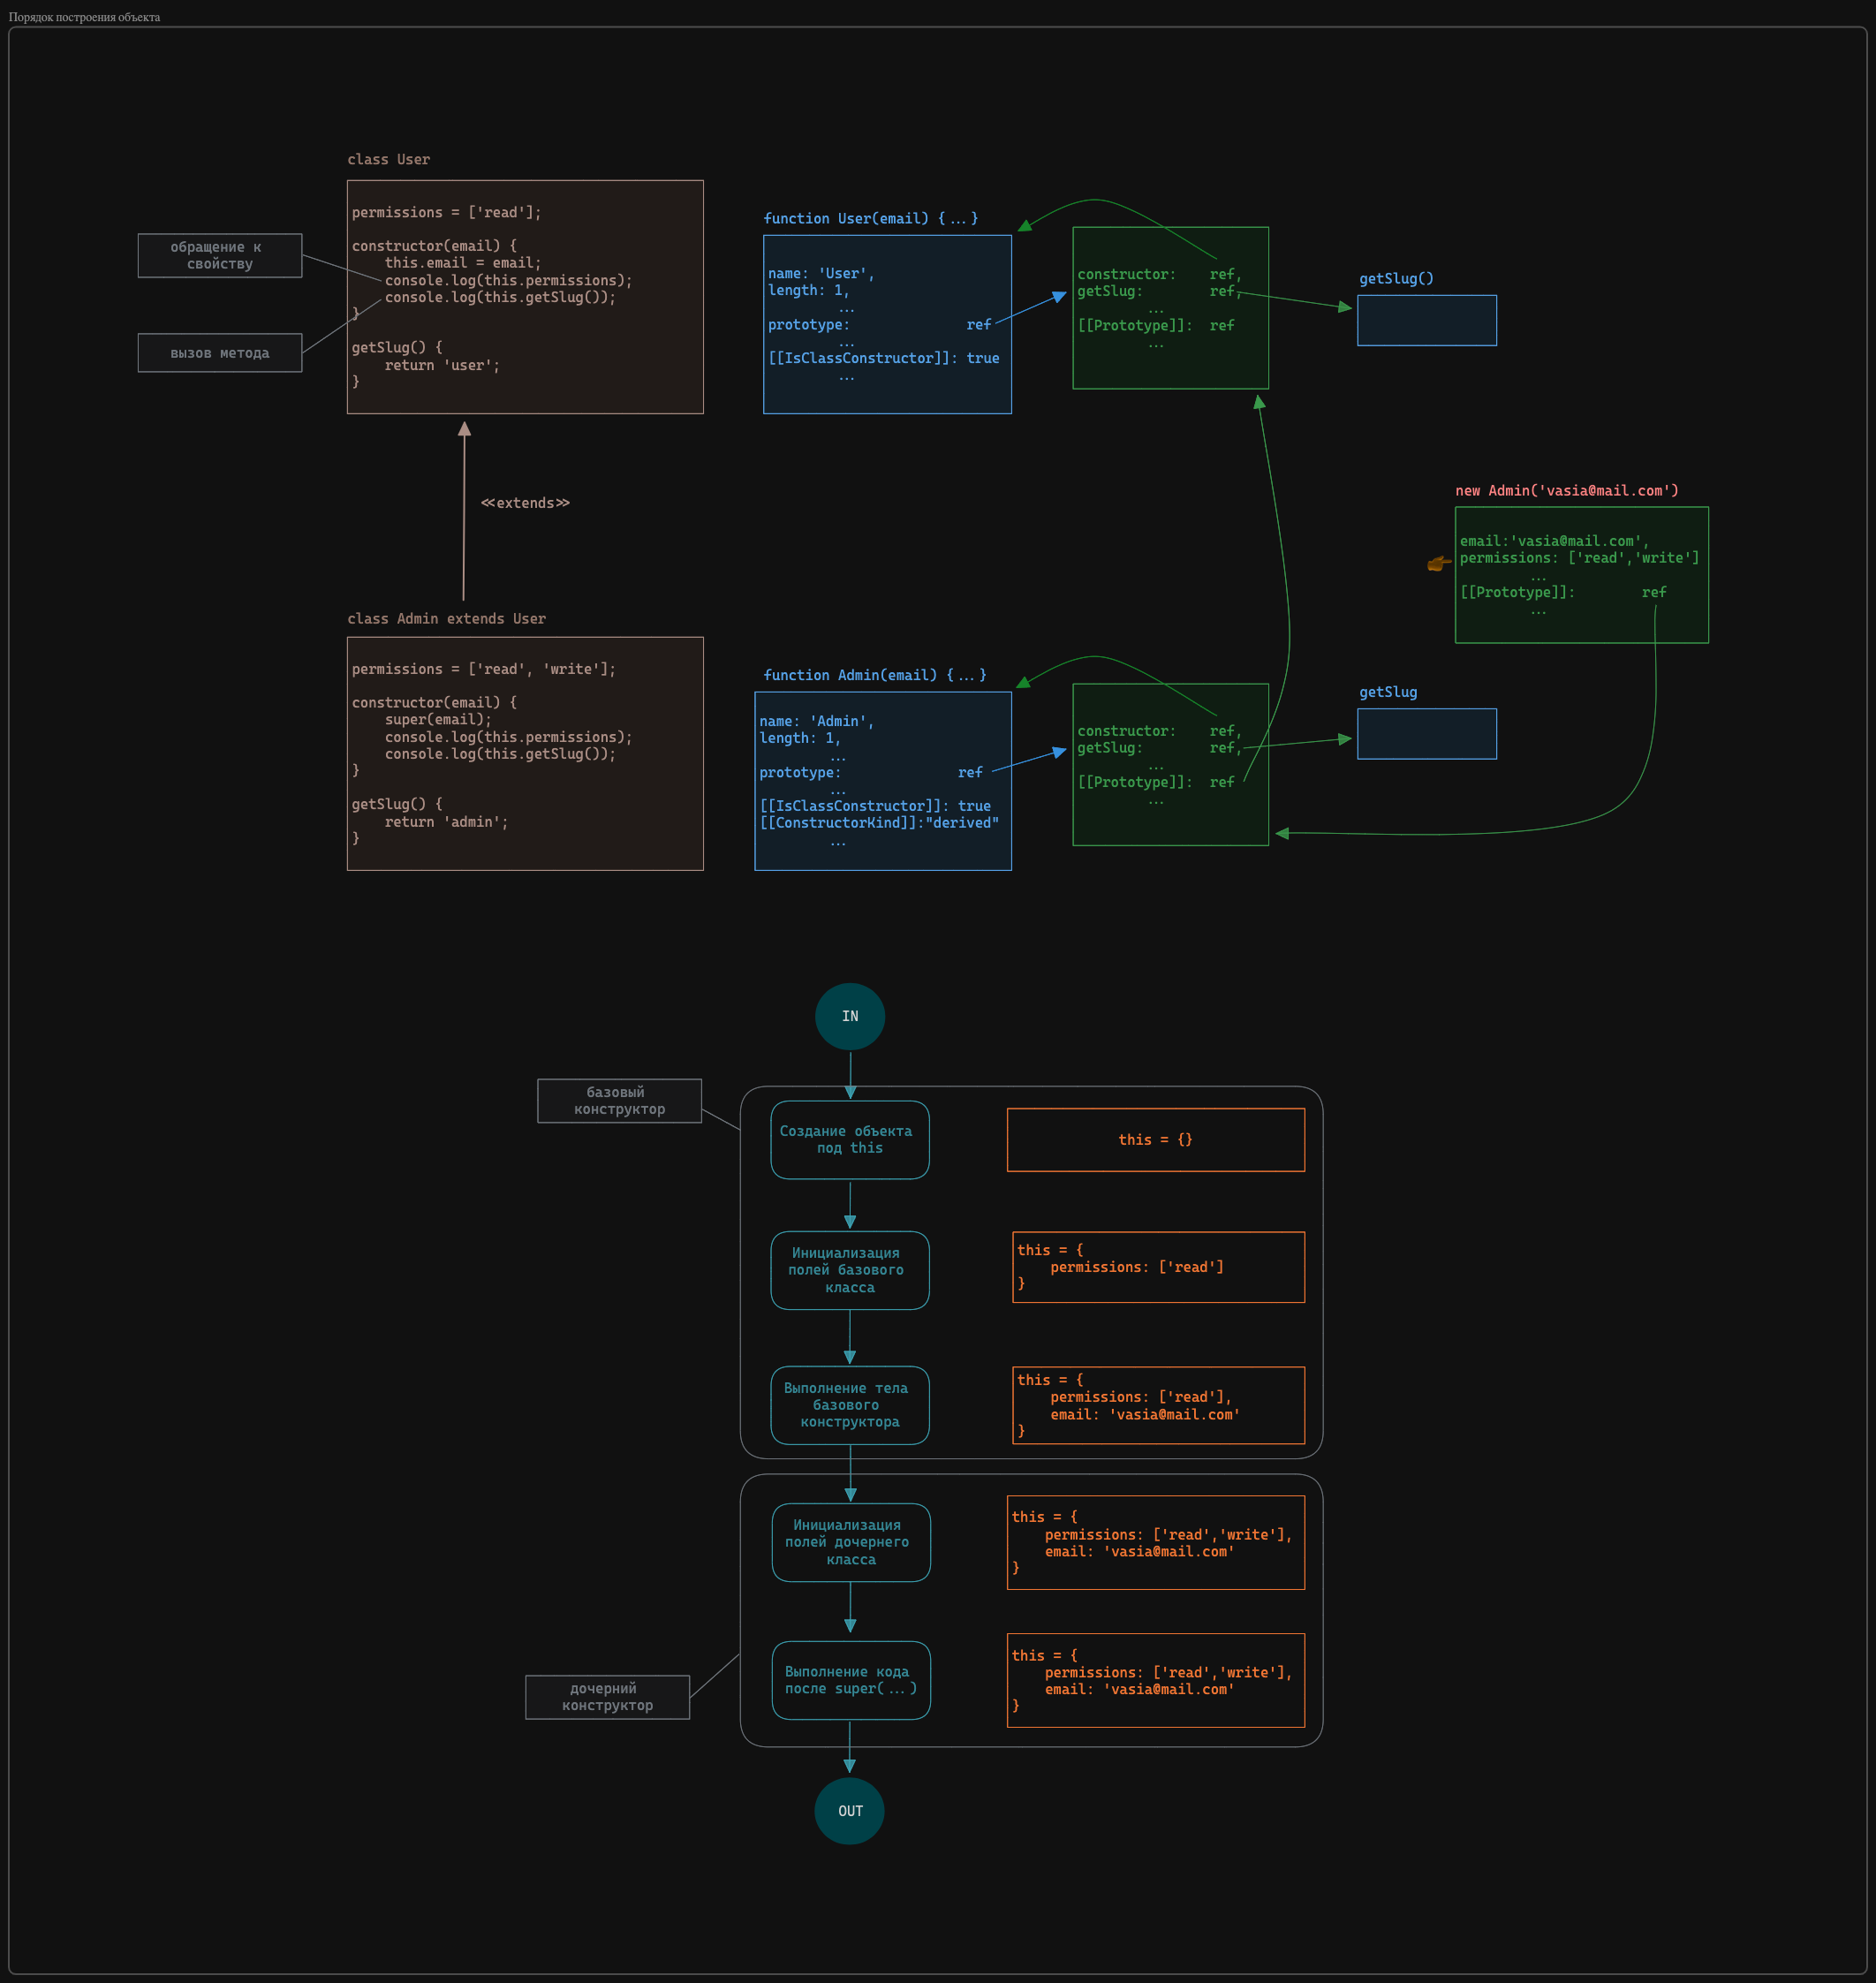 Порядок построения объекта
class User
permissions = ['read'];
constructor(email) {
this.email = email;
console.log(this.permissions);
console.log(this.getSlug());
}
getSlug() {
return 'user';
}
обращение к
свойству
вызов метода
<<extends>>
class Admin extends User
permissions = ['read', 'write'];
constructor(email) {
super(email);
console.log(this.permissions);
console.log(this.getSlug());
}
getSlug() {
return 'admin';
}
function User(email) {...}
name: 'User',
length: 1,
...
prototype: ref
...
[[IsClassConstructor]]: true
...
constructor: ref,
getSlug: ref,
...
[[Prototype]]: ref
...
getSlug()
new Admin('vasia@mail.com')
email:'vasia@mail.com',
permissions: ['read','write']
...
[[Prototype]]: ref
...
function Admin(email) {...}
name: 'Admin',
length: 1,
...
prototype: ref
...
[[IsClassConstructor]]: true
[[ConstructorKind]]:"derived"
...
constructor: ref,
getSlug: ref,
...
[[Prototype]]: ref
...
getSlug
IN
базовый
конструктор
Создание объекта
под this
this = {}
Инициализация
полей базового
класса
this = {
permissions: ['read']
}
Выполнение тела
базового
конструктора
this = {
permissions: ['read'],
email: 'vasia@mail.com'
}
Инициализация
полей дочернего
класса
this = {
permissions: ['read','write'],
email: 'vasia@mail.com'
}
дочерний
конструктор
Выполнение кода
после super(...)
this = {
permissions: ['read','write'],
email: 'vasia@mail.com'
}
OUT